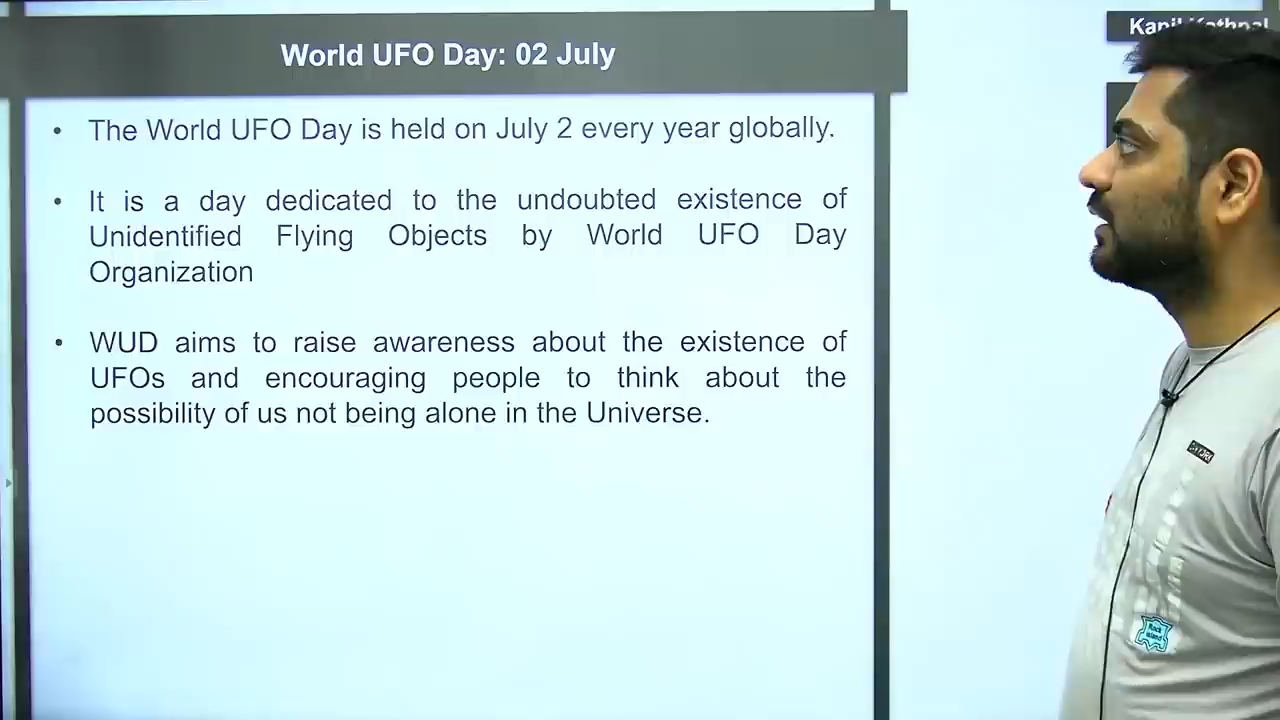 World UFO Day: 02 July
• The World UFO Day is held on July 2 every year globally.
• It is a day dedicated to the undoubted existence of
Unidentified Flying Objects by World UFO Day
Organization
• WUD aims to raise awareness about the existence of
UFOs and encouraging people to think about the
possibility of us not being alone in the Universe.
Rock
Island